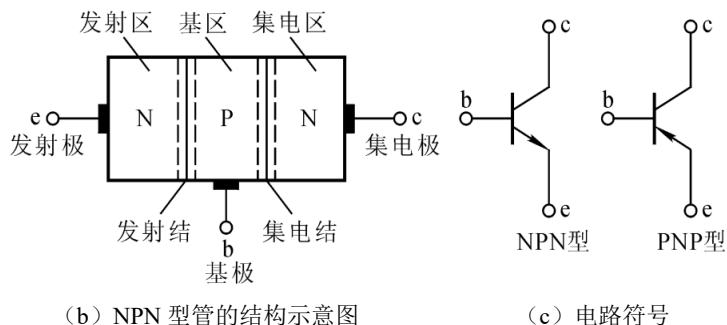 发射区 基区 集电区
c c
e N P N c b b
发射极 集电极
发射结 b 集电结 e e
基极 NPN型 PNP型
（b）NPN 型管的结构示意图 （c）电路符号